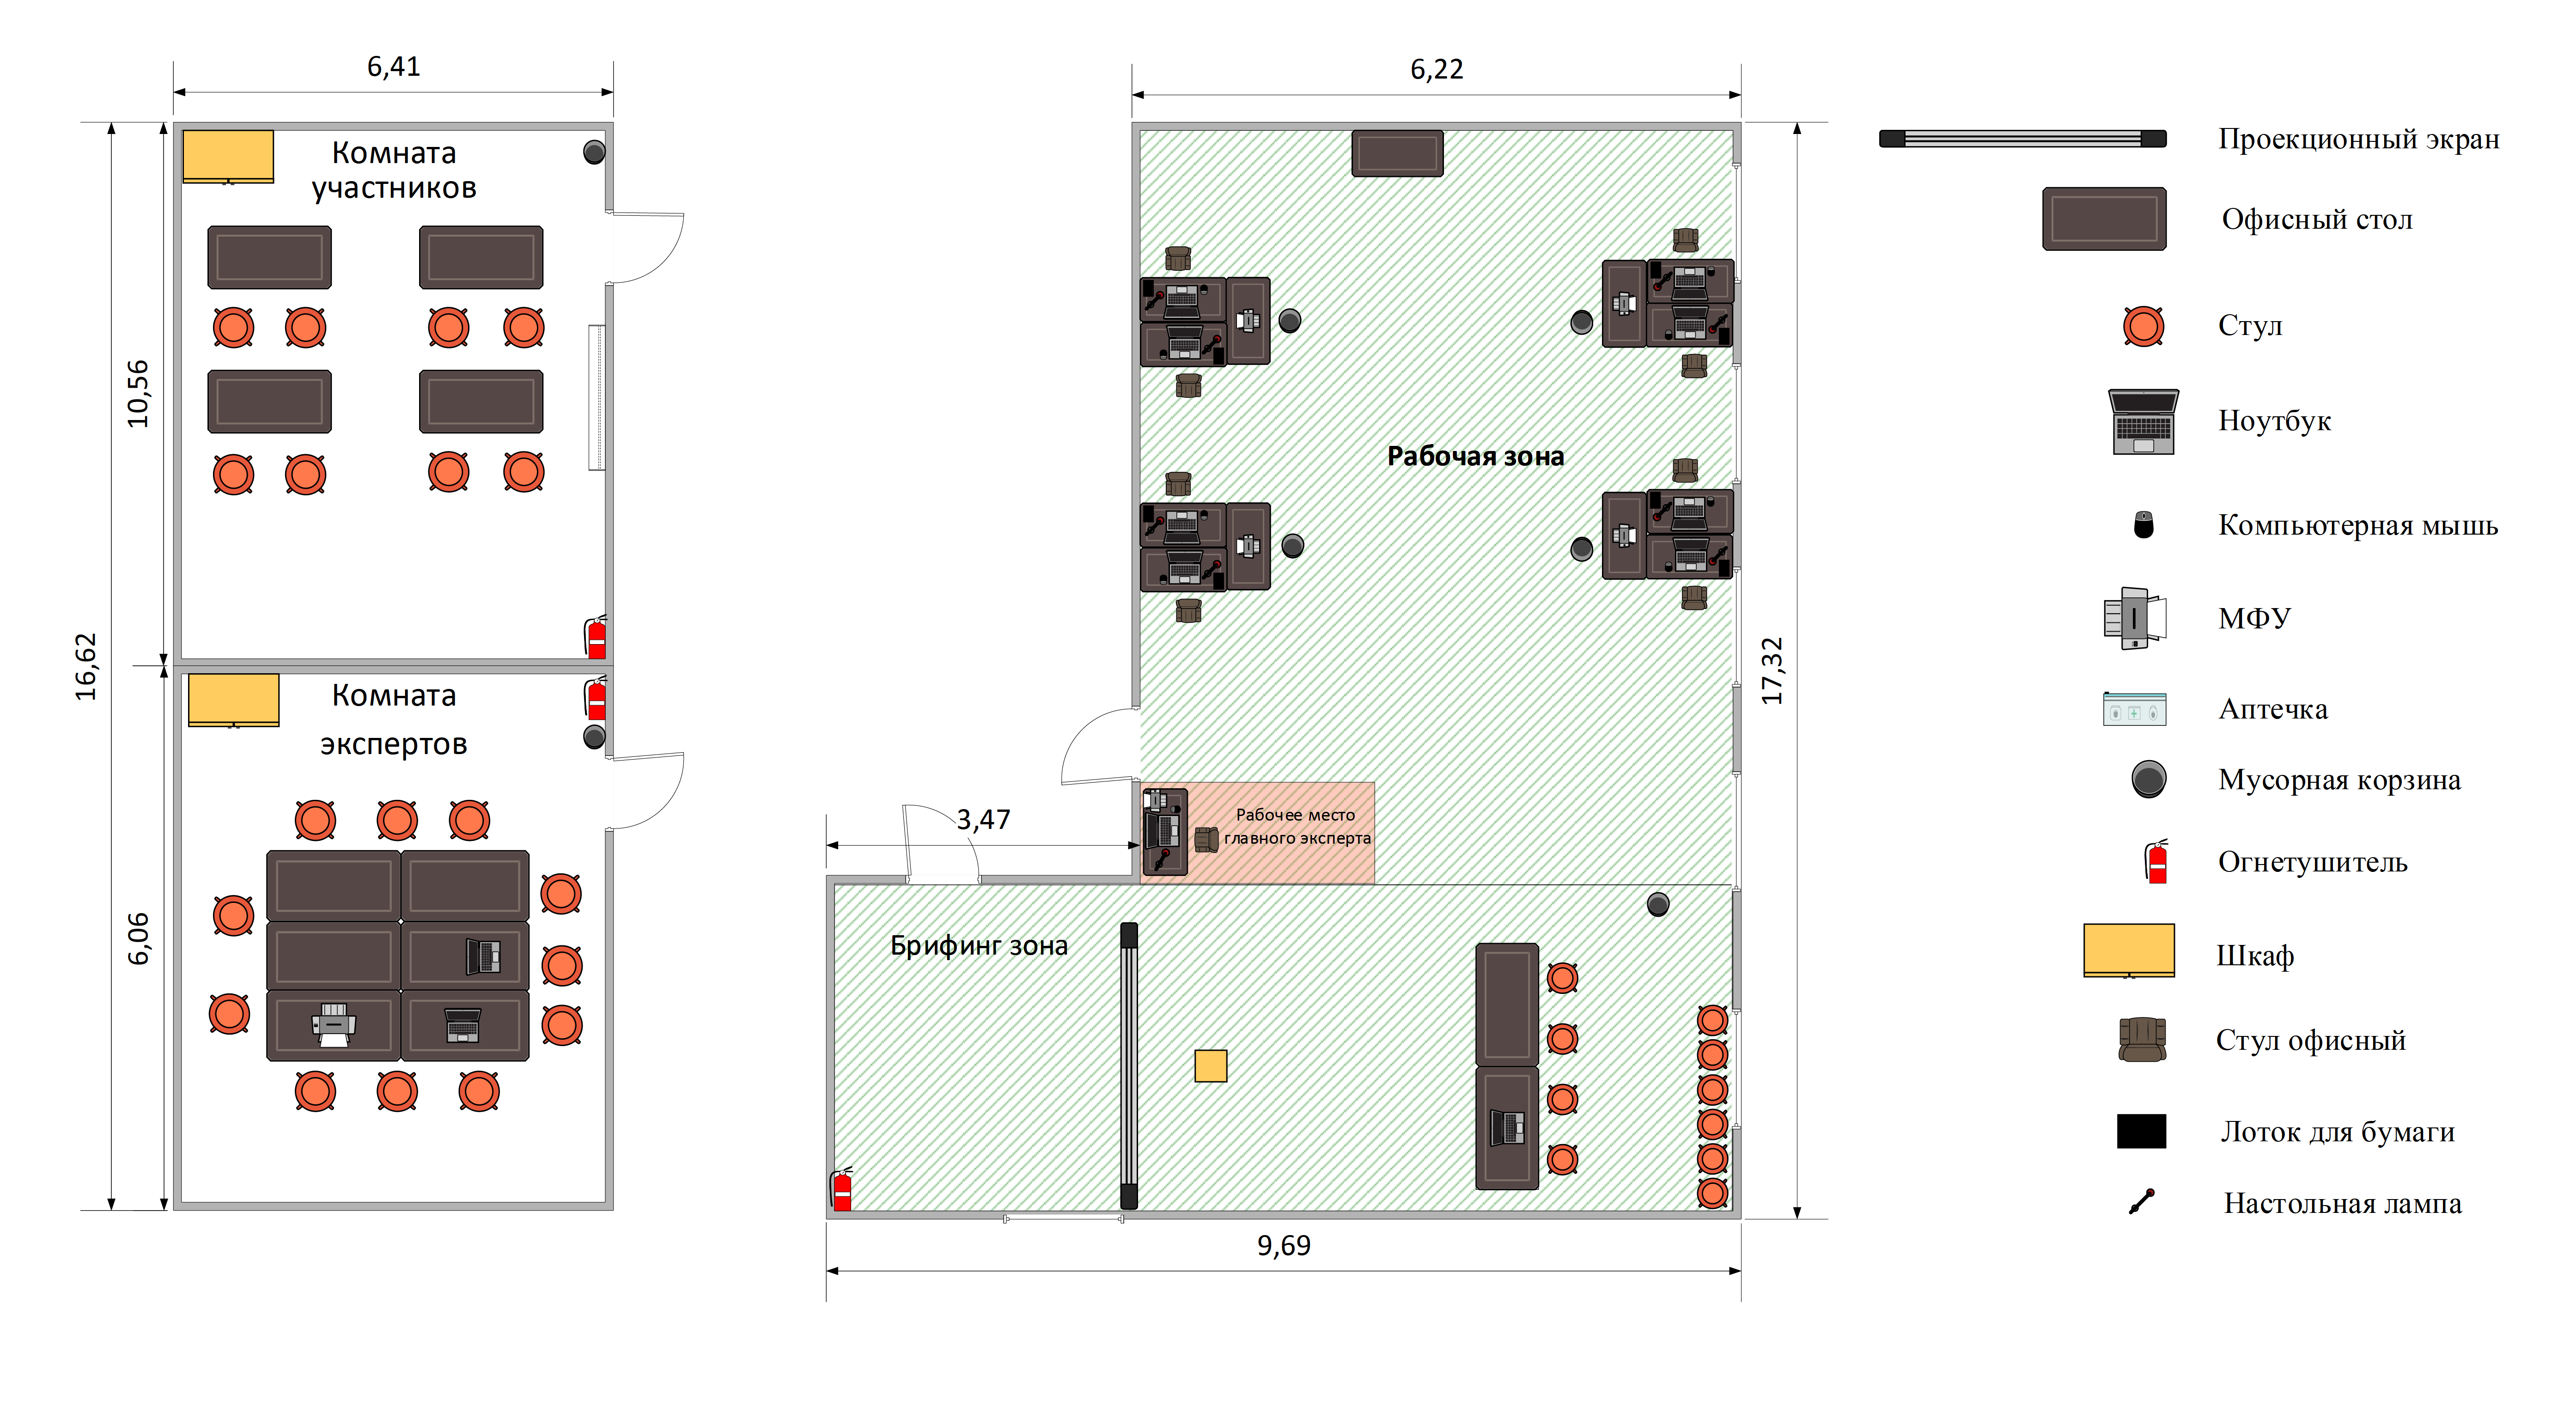 6,41
6,22
Комната
участников
10,56
16,62
Комната
экспертов
6,06
Рабочая зона
17,32
3,47
Рабочее место
главного эксперта
Брифинг зона
9,69
Проекционный экран
Офисный стол
Стул
Ноутбук
Компьютерная мышь
МФУ
Аптечка
Мусорная корзина
Огнетушитель
Шкаф
Стул офисный
Лоток для бумаги
Настольная лампа